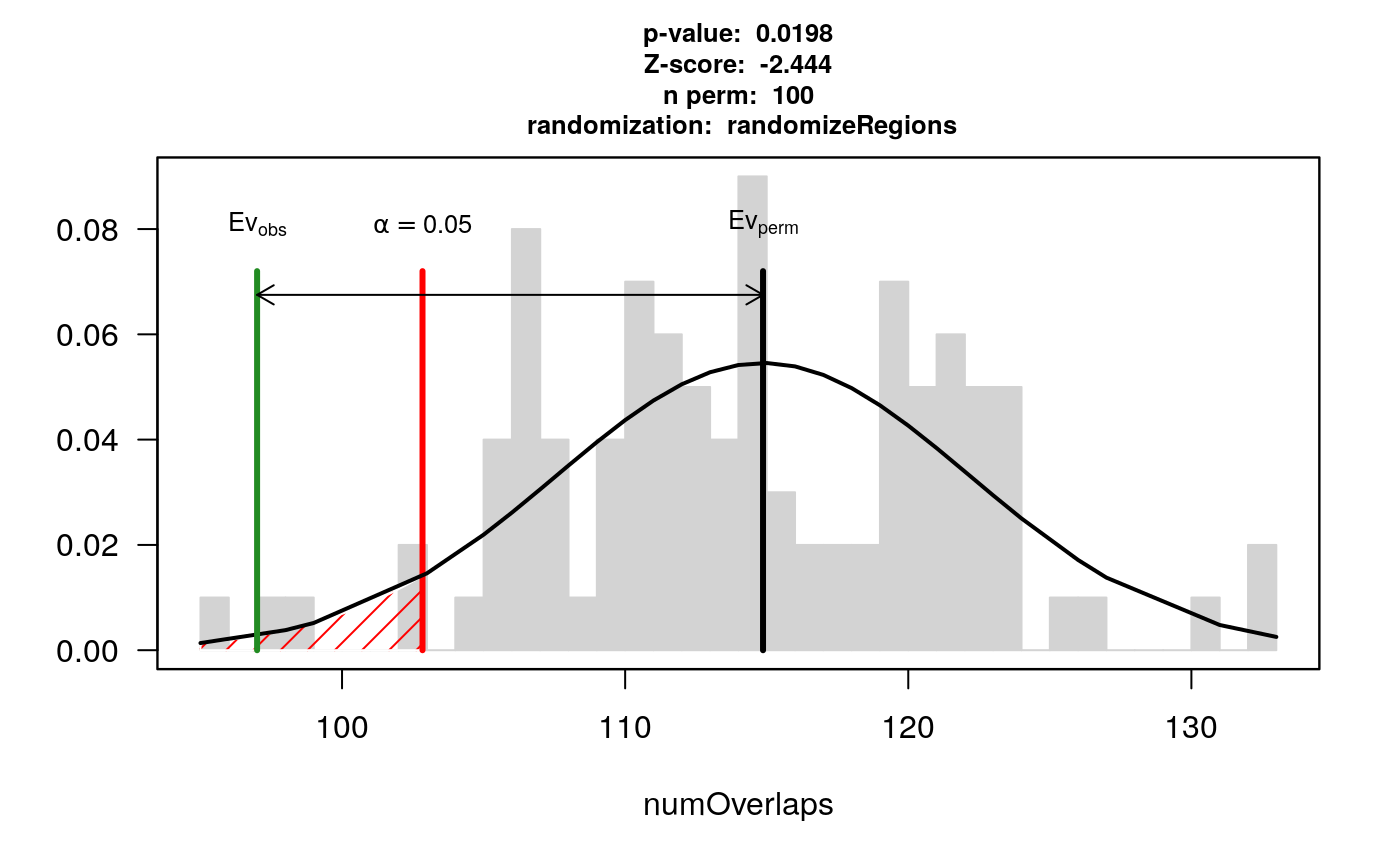 p-value: 0.0198
Z-score: -2.444
n perm: 100
randomization: randomizeRegions
Evobs
α = 0.05
Evperm
0.08
0.06
0.04
0.02
0.00
100
110
120
130
numOverlaps